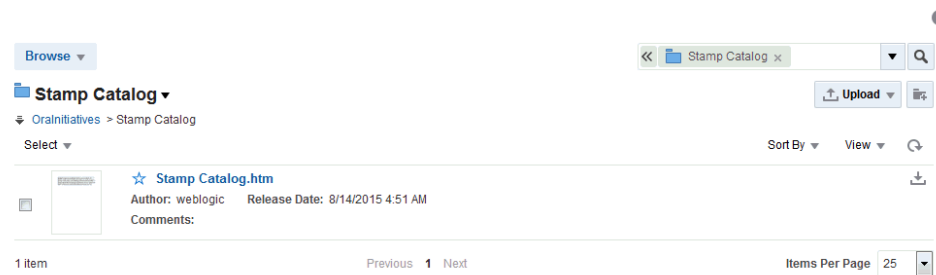 Browse
Stamp Catalog
Stamp Catalog
Upload
OraInitiatives > Stamp Catalog
Select Sort By View
Stamp Catalog.htm
Author: weblogic Release Date: 8/14/2015 4:51 AM
Comments:
1 item Previous 1 Next Items Per Page 25